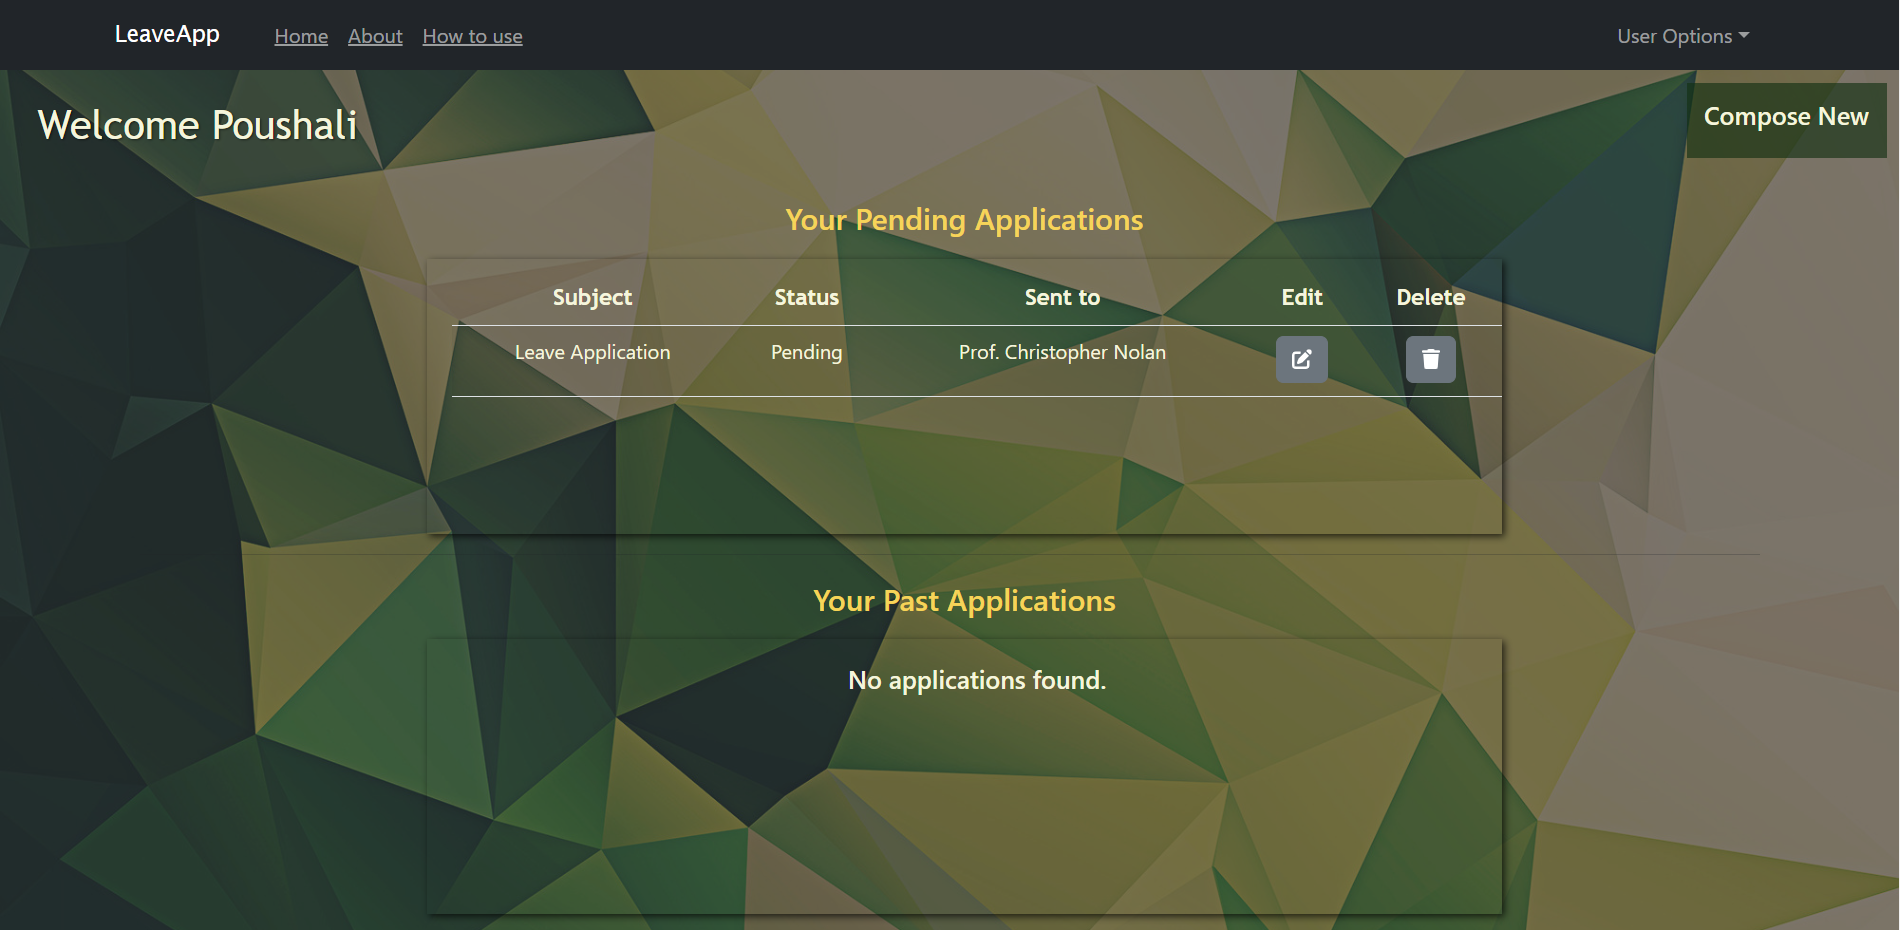 LeaveApp Home About How to use User Options
Welcome Poushali
Compose New
Your Pending Applications
Subject Status Sent to Edit Delete
Leave Application Pending Prof. Christopher Nolan
Your Past Applications
No applications found.